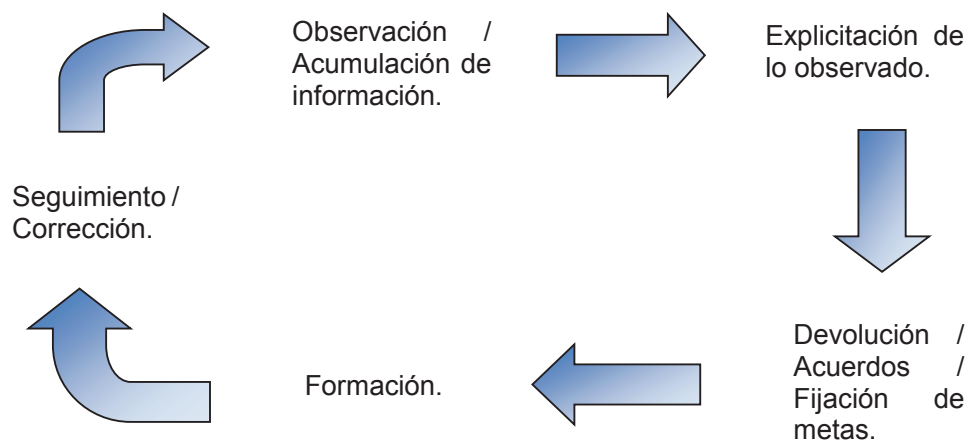 Observación /
Acumulación de
información.
Explicitación de
lo observado.
Seguimiento /
Corrección.
Devolución /
Acuerdos /
Fijación de
metas.
Formación.